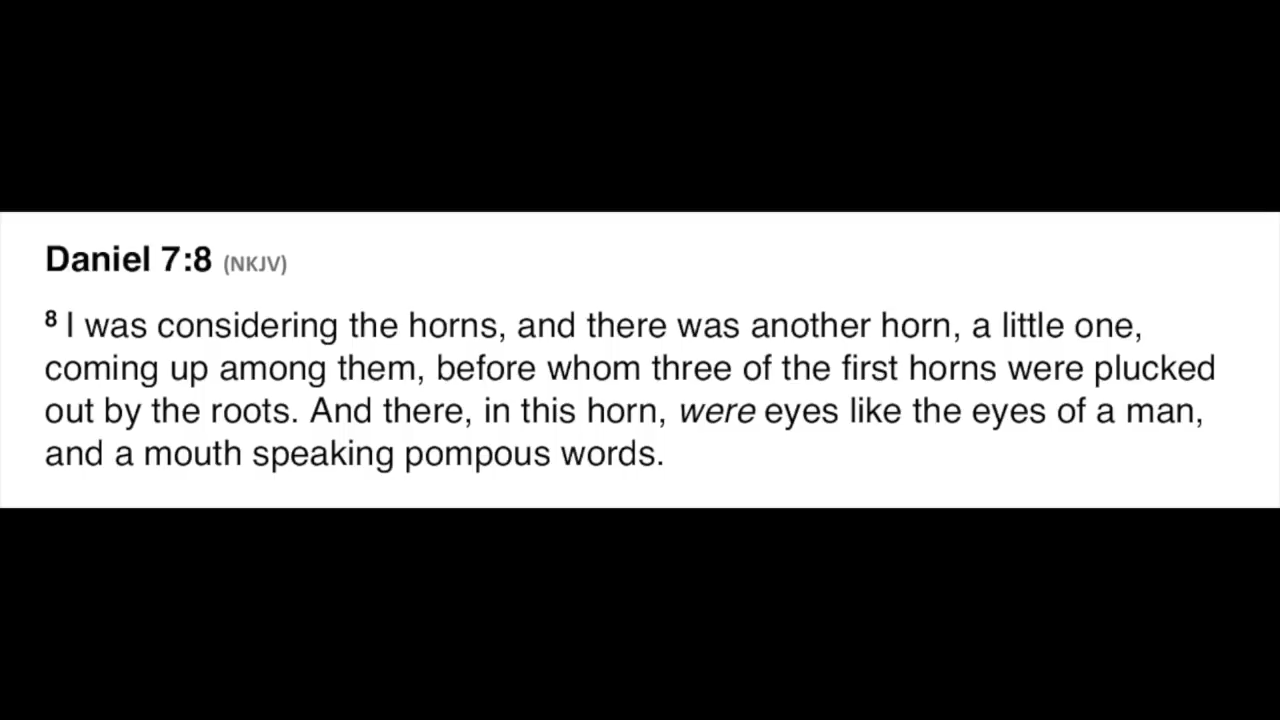 Daniel 7:8 (NKJV)
8 I was considering the horns, and there was another horn, a little one,
coming up among them, before whom three of the first horns were plucked
out by the roots. And there, in this horn, were eyes like the eyes of a man,
and a mouth speaking pompous words.